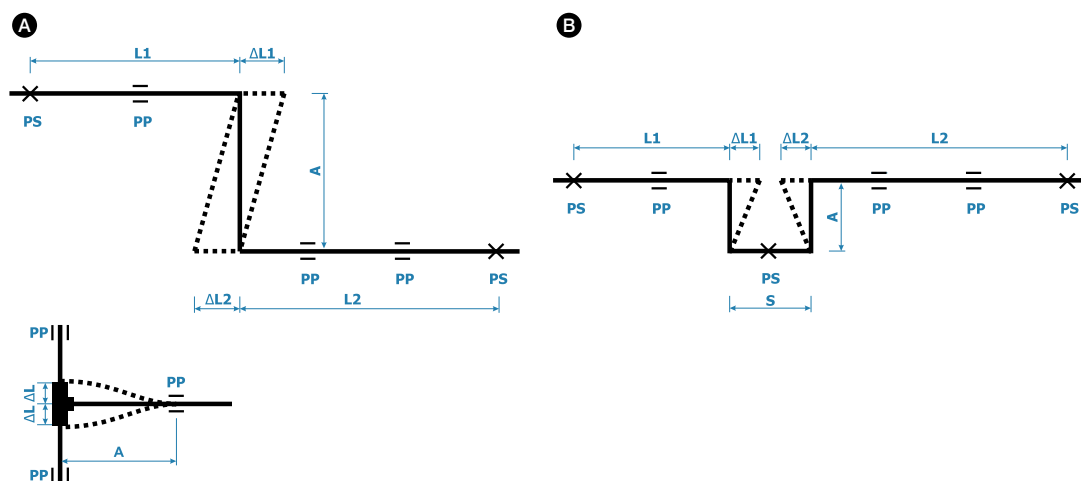 A
L1 ΔL1
PS PP
A
PP PP PS
ΔL2 L2
PP
ΔL
ΔL
PP
A
PP
B
L1 ΔL1 ΔL2 L2
PS PP A PP PP PS
PS
S